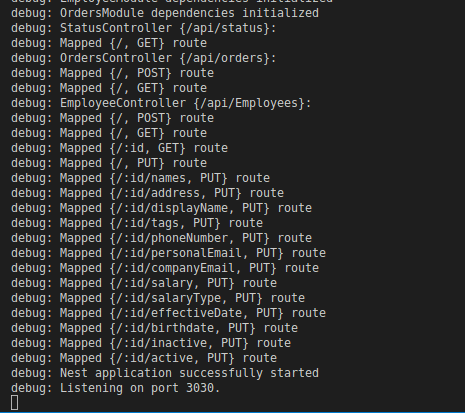 debug: EmployeeModule dependencies initialized
debug: OrdersModule dependencies initialized
debug: StatusController {/api/status}:
debug: Mapped {/, GET} route
debug: OrdersController {/api/orders}:
debug: Mapped {/, POST} route
debug: Mapped {/, GET} route
debug: EmployeeController {/api/Employees}:
debug: Mapped {/, POST} route
debug: Mapped {/, GET} route
debug: Mapped {/:id, GET} route
debug: Mapped {/, PUT} route
debug: Mapped {/:id/names, PUT} route
debug: Mapped {/:id/address, PUT} route
debug: Mapped {/:id/displayName, PUT} route
debug: Mapped {/:id/tags, PUT} route
debug: Mapped {/:id/phoneNumber, PUT} route
debug: Mapped {/:id/personalEmail, PUT} route
debug: Mapped {/:id/companyEmail, PUT} route
debug: Mapped {/:id/salary, PUT} route
debug: Mapped {/:id/salaryType, PUT} route
debug: Mapped {/:id/effectiveDate, PUT} route
debug: Mapped {/:id/birthdate, PUT} route
debug: Mapped {/:id/inactive, PUT} route
debug: Mapped {/:id/active, PUT} route
debug: Nest application successfully started
debug: Listening on port 3030.